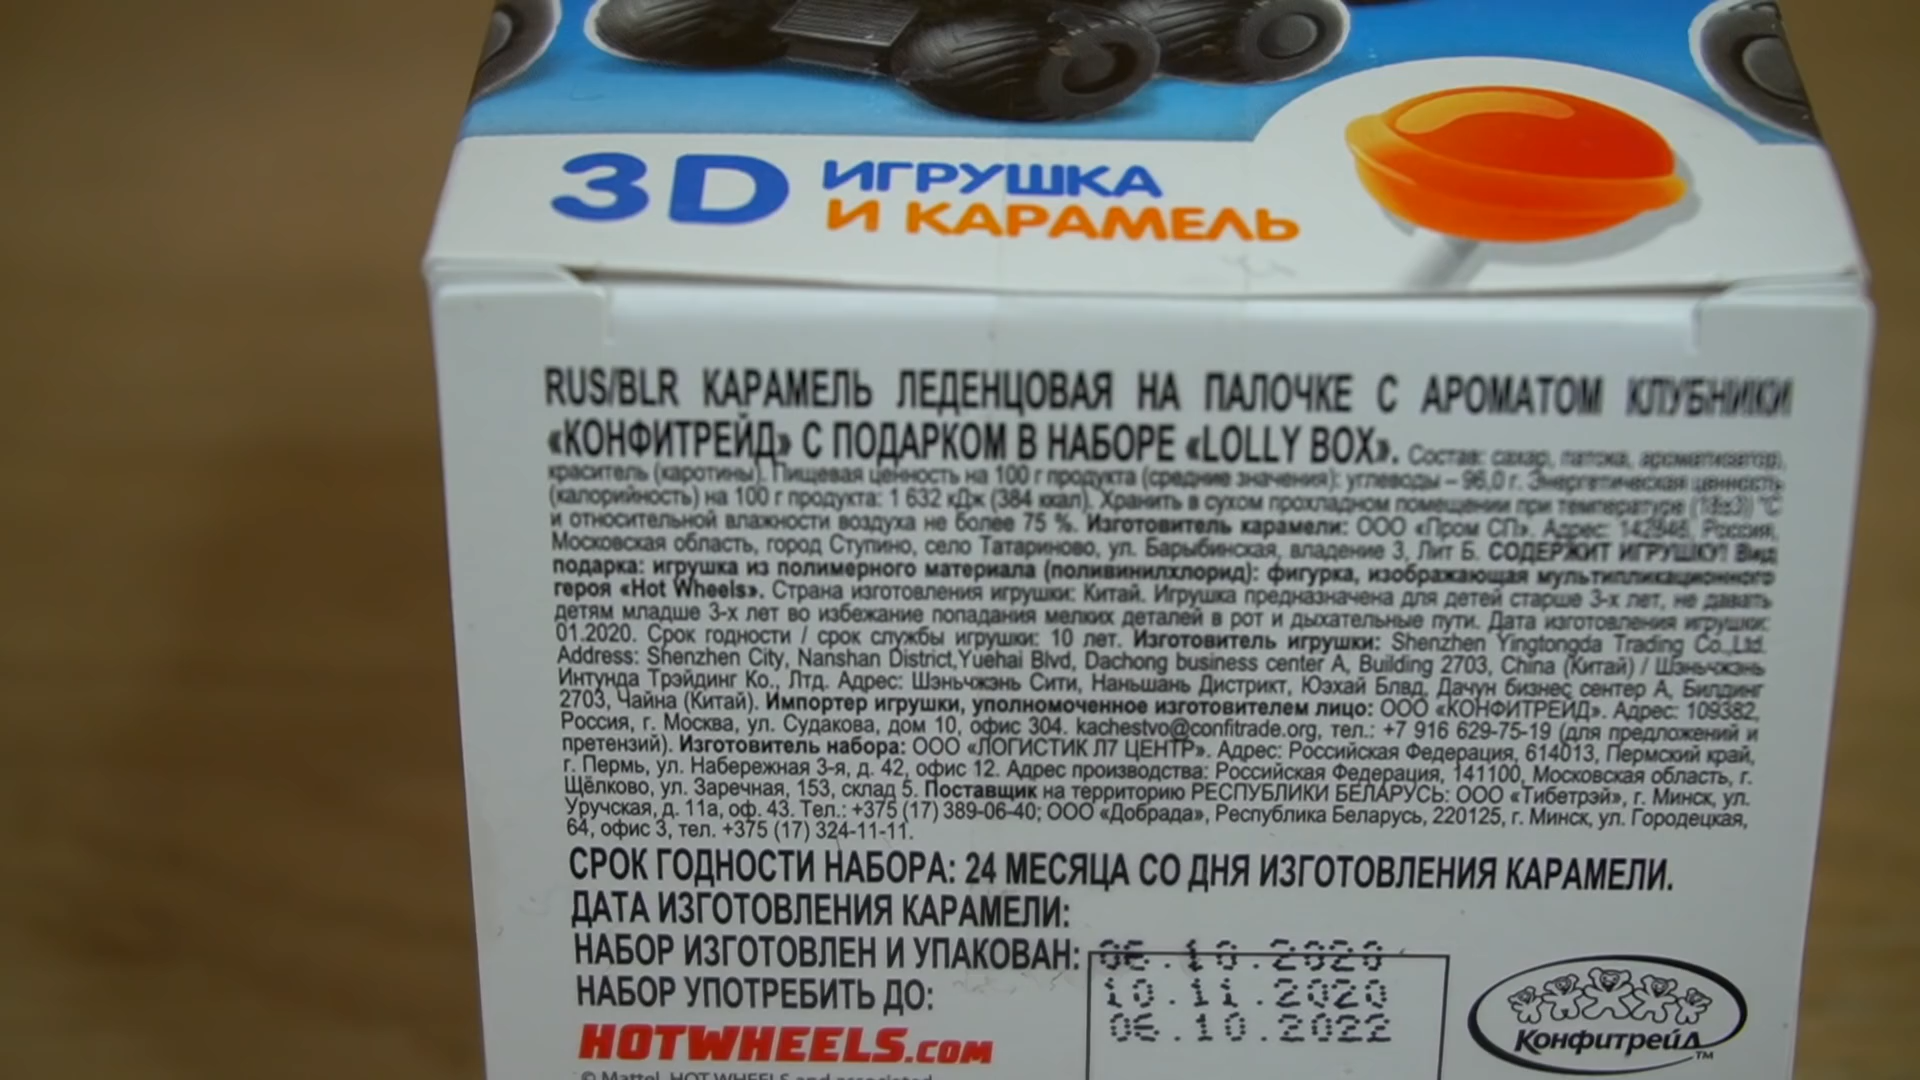 3D ИГРУШКА
И КАРАМЕЛЬ
RUS/BLR КАРАМЕЛЬ ЛЕДЕНЦОВАЯ НА ПАЛОЧКЕ С АРОМАТОМ КЛУБНИКИ
«КОНФИТРЕЙД» С ПОДАРКОМ В НАБОРЕ «LOLLY BOX». Состав: сахар, патока, ароматизатор,
краситель (каротины). Пищевая ценность на 100 г продукта (средние значения): углеводы – 96,0 г. Энергетическая ценность
(калорийность) на 100 г продукта: 1 632 кДж (384 ккал). Хранить в сухом прохладном помещении при температуре (18±3) °C
и относительной влажности воздуха не более 75 %. Изготовитель карамели: ООО «Пром СП». Адрес: 142846, Россия,
Московская область, город Ступино, село Татариново, ул. Барыбинская, владение 3, Лит Б. СОДЕРЖИТ ИГРУШКУ! Вид
подарка: игрушка из полимерного материала (поливинилхлорид): фигурка, изображающая мультипликационного
героя «Hot Wheels». Страна изготовления игрушки: Китай. Игрушка предназначена для детей старше 3-х лет, не давать
детям младше 3-х лет во избежание попадания мелких деталей в рот и дыхательные пути. Дата изготовления игрушки:
01.2020. Срок годности / срок службы игрушки: 10 лет. Изготовитель игрушки: Shenzhen Yingtongda Trading Co.,Ltd.
Address: Shenzhen City, Nanshan District,Yuehai Blvd, Dachong business center A, Building 2703, China (Китай) / Шэньчжэнь
Интунда Трэйдинг Ко., Лтд. Адрес: Шэньчжэнь Сити, Наньшань Дистрикт, Юэхай Блвд, Дачун бизнес сентер А, Билдинг
2703, Чайна (Китай). Импортер игрушки, уполномоченное изготовителем лицо: ООО «КОНФИТРЕЙД». Адрес: 109382,
Россия, г. Москва, ул. Судакова, дом 10, офис 304. kachestvo@confitrade.org, тел.: +7 916 629-75-19 (для предложений и
претензий). Изготовитель набора: ООО «ЛОГИСТИК Л7 ЦЕНТР». Адрес: Российская Федерация, 614013, Пермский край,
г. Пермь, ул. Набережная 3-я, д. 42, офис 12. Адрес производства: Российская Федерация, 141100, Московская область, г.
Щёлково, ул. Заречная, 153, склад 5. Поставщик на территорию РЕСПУБЛИКИ БЕЛАРУСЬ: ООО «Тибетрэй», г. Минск, ул.
Уручская, д. 11а, оф. 43. Тел.: +375 (17) 389-06-40; ООО «Добрада», Республика Беларусь, 220125, г. Минск, ул. Городецкая,
64, офис 3, тел. +375 (17) 324-11-11.
СРОК ГОДНОСТИ НАБОРА: 24 МЕСЯЦА СО ДНЯ ИЗГОТОВЛЕНИЯ КАРАМЕЛИ.
ДАТА ИЗГОТОВЛЕНИЯ КАРАМЕЛИ:
НАБОР ИЗГОТОВЛЕН И УПАКОВАН: 06.10.2020
НАБОР УПОТРЕБИТЬ ДО: 10.11.2020
06.10.2022
HOTWHEELS.COM
Конфитрейд™
© Mattel. HOT WHEELS and associated